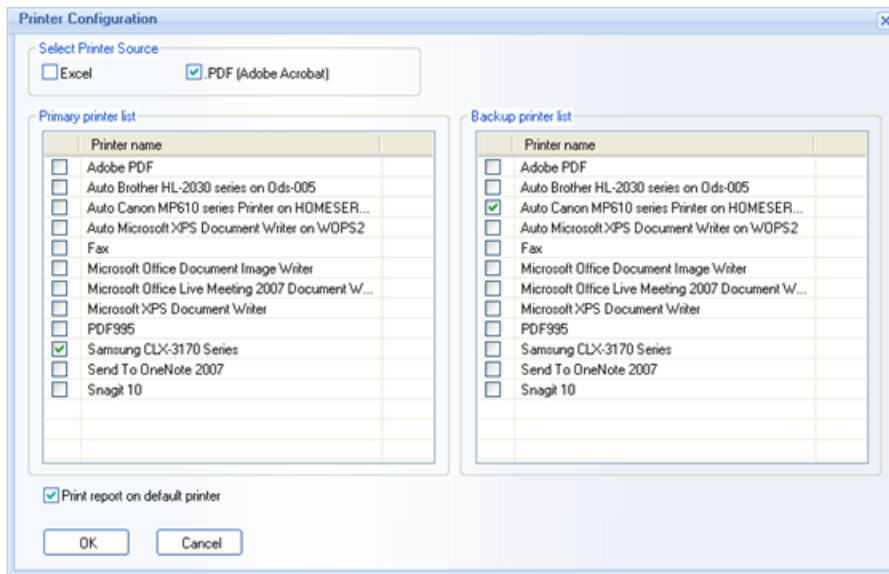 Printer Configuration
Select Printer Source
Excel
.PDF (Adobe Acrobat)
Primary printer list
Printer name
Adobe PDF
Auto Brother HL-2030 series on Ods-005
Auto Canon MP610 series Printer on HOMESER...
Auto Microsoft XPS Document Writer on WOPS2
Fax
Microsoft Office Document Image Writer
Microsoft Office Live Meeting 2007 Document W...
Microsoft XPS Document Writer
PDF995
Samsung CLX-3170 Series
Send To OneNote 2007
Snagit 10
Backup printer list
Printer name
Adobe PDF
Auto Brother HL-2030 series on Ods-005
Auto Canon MP610 series Printer on HOMESER...
Auto Microsoft XPS Document Writer on WOPS2
Fax
Microsoft Office Document Image Writer
Microsoft Office Live Meeting 2007 Document W...
Microsoft XPS Document Writer
PDF995
Samsung CLX-3170 Series
Send To OneNote 2007
Snagit 10
Print report on default printer
OK
Cancel